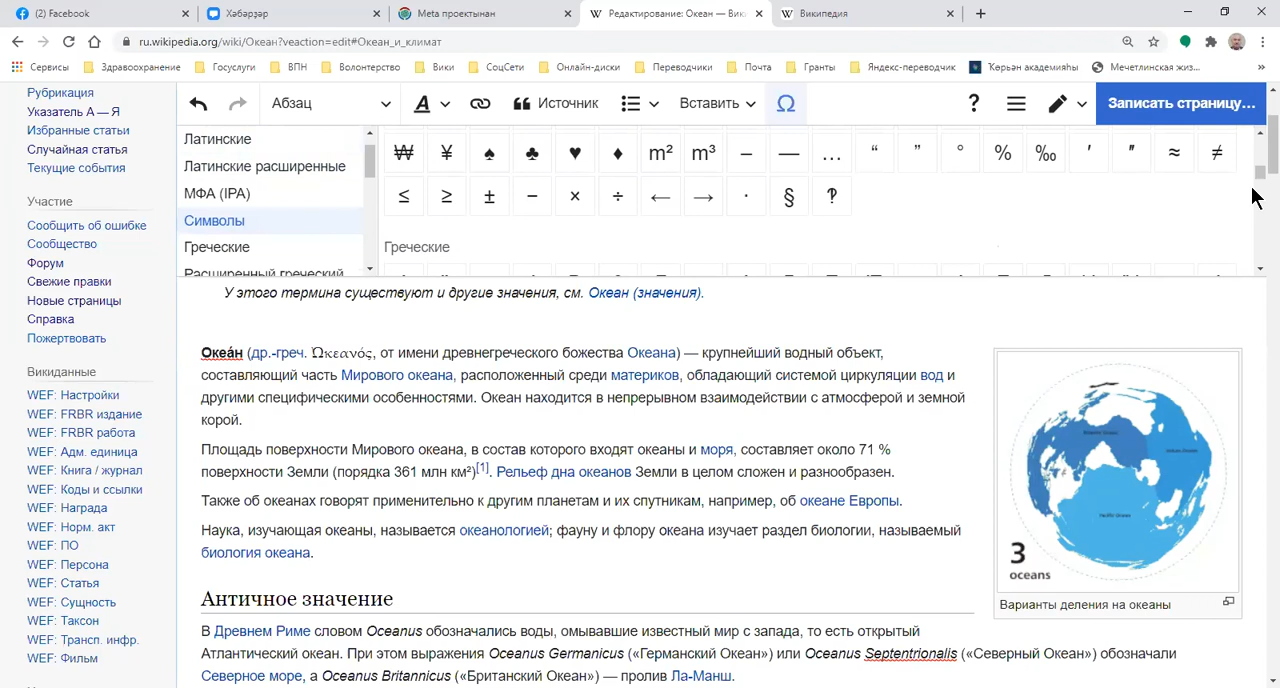 (2) Facebook
Хәбәрҙәр
Meta проектынан
Редактирование: Океан — Вики
Википедия
ru.wikipedia.org/wiki/Океан?veaction=edit#Океан_и_климат
Сервисы
Здравоохранение
Госуслуги
ВПН
Волонтерство
Вики
СоцСети
Онлайн-диски
Переводчики
Почта
Гранты
Яндекс-переводчик
Ҡөрьән академияһы
Мечетлинская жиз...
»
Рубрикация
Указатель А — Я
Избранные статьи
Случайная статья
Текущие события
Участие
Сообщить об ошибке
Сообщество
Форум
Свежие правки
Новые страницы
Справка
Пожертвовать
Викиданные
WEF: Настройки
WEF: FRBR издание
WEF: FRBR работа
WEF: Адм. единица
WEF: Книга / журнал
WEF: Коды и ссылки
WEF: Награда
WEF: Норм. акт
WEF: ПО
WEF: Персона
WEF: Статья
WEF: Сущность
WEF: Таксон
WEF: Трансп. инфр.
WEF: Фильм
Абзац
A
Источник
Вставить
Ω
?
Записать страницу...
Латинские
Латинские расширенные
МФА (IPA)
Символы
Греческие
Расширенный греческий
₩ ¥ ♠ ♣ ♥ ♦ m² m³ – — … “ ” ° % ‰ ′ ″ ≈ ≠
≤ ≥ ± − × ÷ ← → · § ‽
Греческие
У этого термина существуют и другие значения, см. Океан (значения).
Океа́н (др.-греч. Ὠκεανός, от имени древнегреческого божества Океана) — крупнейший водный объект,
составляющий часть Мирового океана, расположенный среди материков, обладающий системой циркуляции вод и
другими специфическими особенностями. Океан находится в непрерывном взаимодействии с атмосферой и земной
корой.
Площадь поверхности Мирового океана, в состав которого входят океаны и моря, составляет около 71 %
поверхности Земли (порядка 361 млн км²)[1]. Рельеф дна океанов Земли в целом сложен и разнообразен.
Также об океанах говорят применительно к другим планетам и их спутникам, например, об океане Европы.
Наука, изучающая океаны, называется океанологией; фауну и флору океана изучает раздел биологии, называемый
биология океана.
Atlantic Ocean
Indian Ocean
Pacific Ocean
3
oceans
Варианты деления на океаны
Античное значение
В Древнем Риме словом Oceanus обозначались воды, омывавшие известный мир с запада, то есть открытый
Атлантический океан. При этом выражения Oceanus Germanicus («Германский Океан») или Oceanus Septentrionalis («Северный Океан») обозначали
Северное море, а Oceanus Britannicus («Британский Океан») — пролив Ла-Манш.